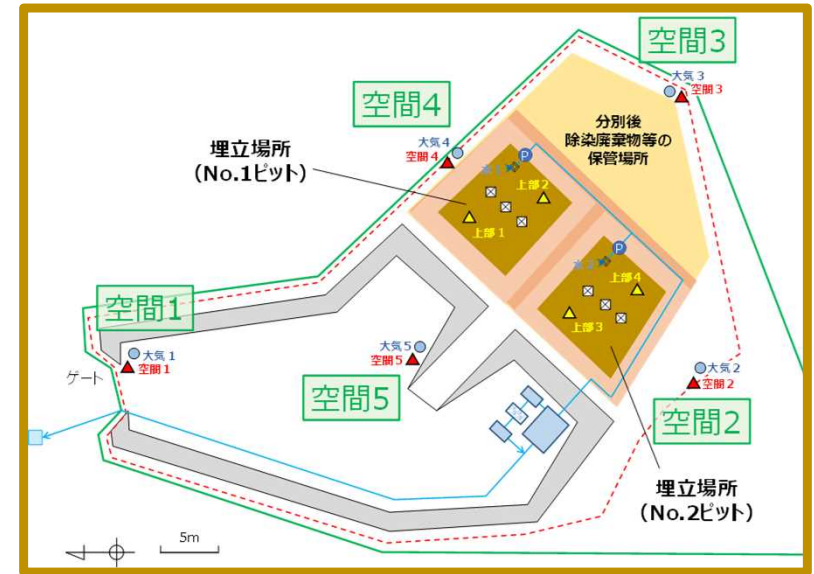 空間3
大気3
空間3
空間4
大気4
空間4
分別後
除染廃棄物等の
保管場所
埋立場所
(No.1ピット)
P
上部2
上部1
P
上部4
上部3
空間1
大気1
空間1
ゲート
大気5
空間5
空間5
大気2
空間2
空間2
埋立場所
(No.2ピット)
5m